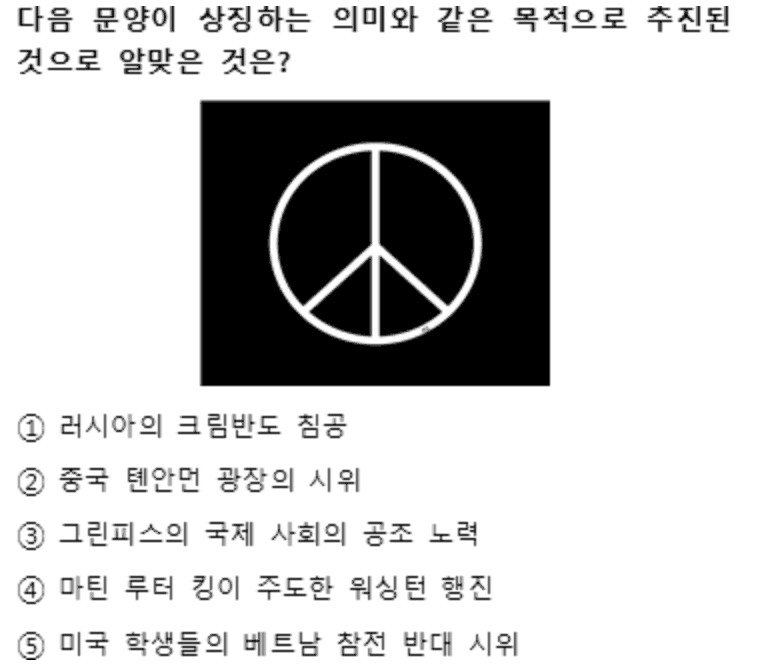 다음 문양이 상징하는 의미와 같은 목적으로 추진된
것으로 알맞은 것은?
① 러시아의 크림반도 침공
② 중국 톈안먼 광장의 시위
③ 그린피스의 국제 사회의 공조 노력
④ 마틴 루터 킹이 주도한 워싱턴 행진
⑤ 미국 학생들의 베트남 참전 반대 시위